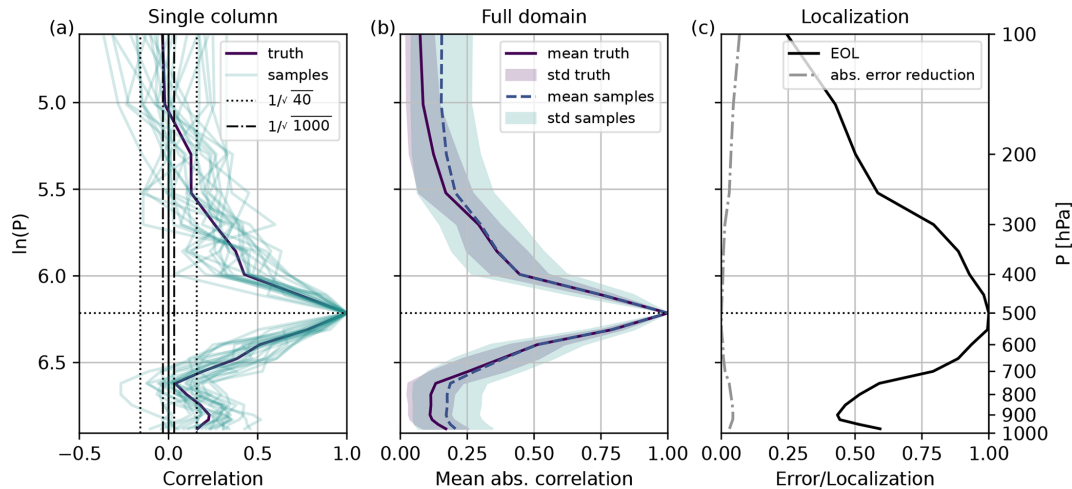 (a) Single column
truth
samples
1/√40
1/√1000
5.0
5.5
6.0
6.5
ln(P)
−0.5 0.0 0.5 1.0
Correlation
(b) Full domain
mean truth
std truth
mean samples
std samples
0.00 0.25 0.50 0.75 1.00
Mean abs. correlation
(c) Localization
EOL
abs. error reduction
100
200
300
400
500
600
700
800
900
1000
P [hPa]
0.00 0.25 0.50 0.75 1.00
Error/Localization